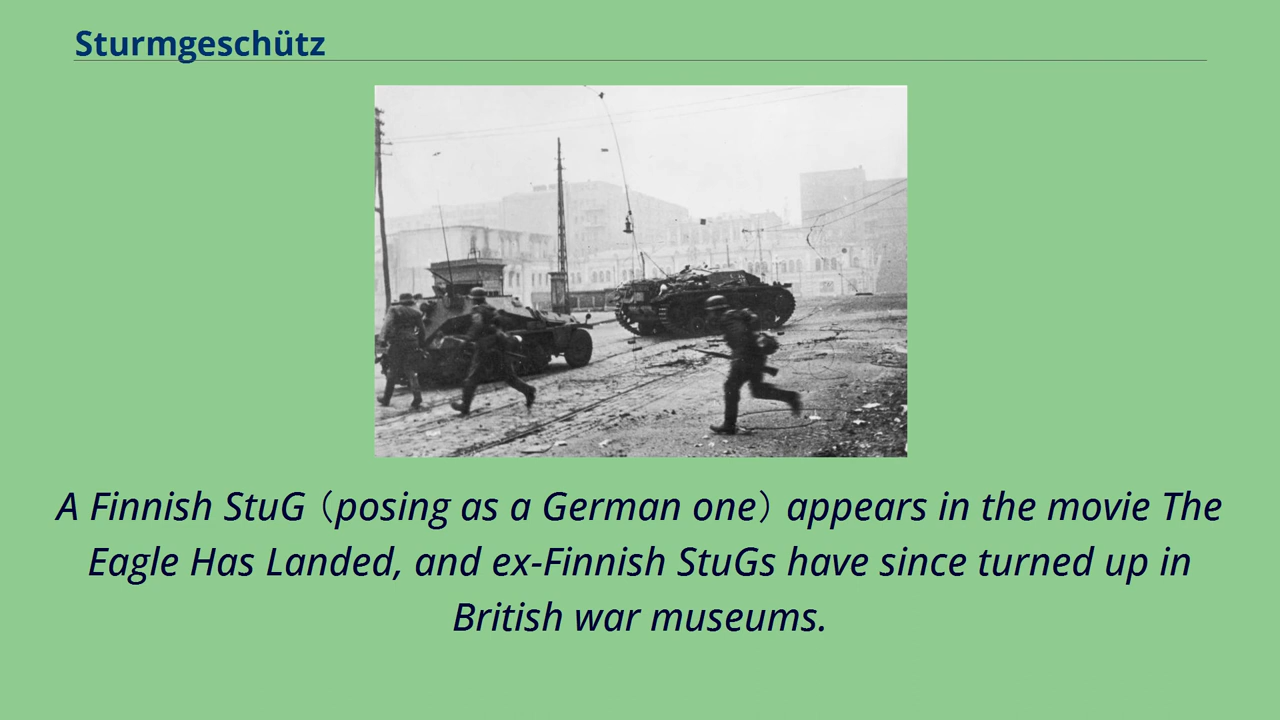 Sturmgeschütz
A Finnish StuG（posing as a German one）appears in the movie The
Eagle Has Landed, and ex-Finnish StuGs have since turned up in
British war museums.